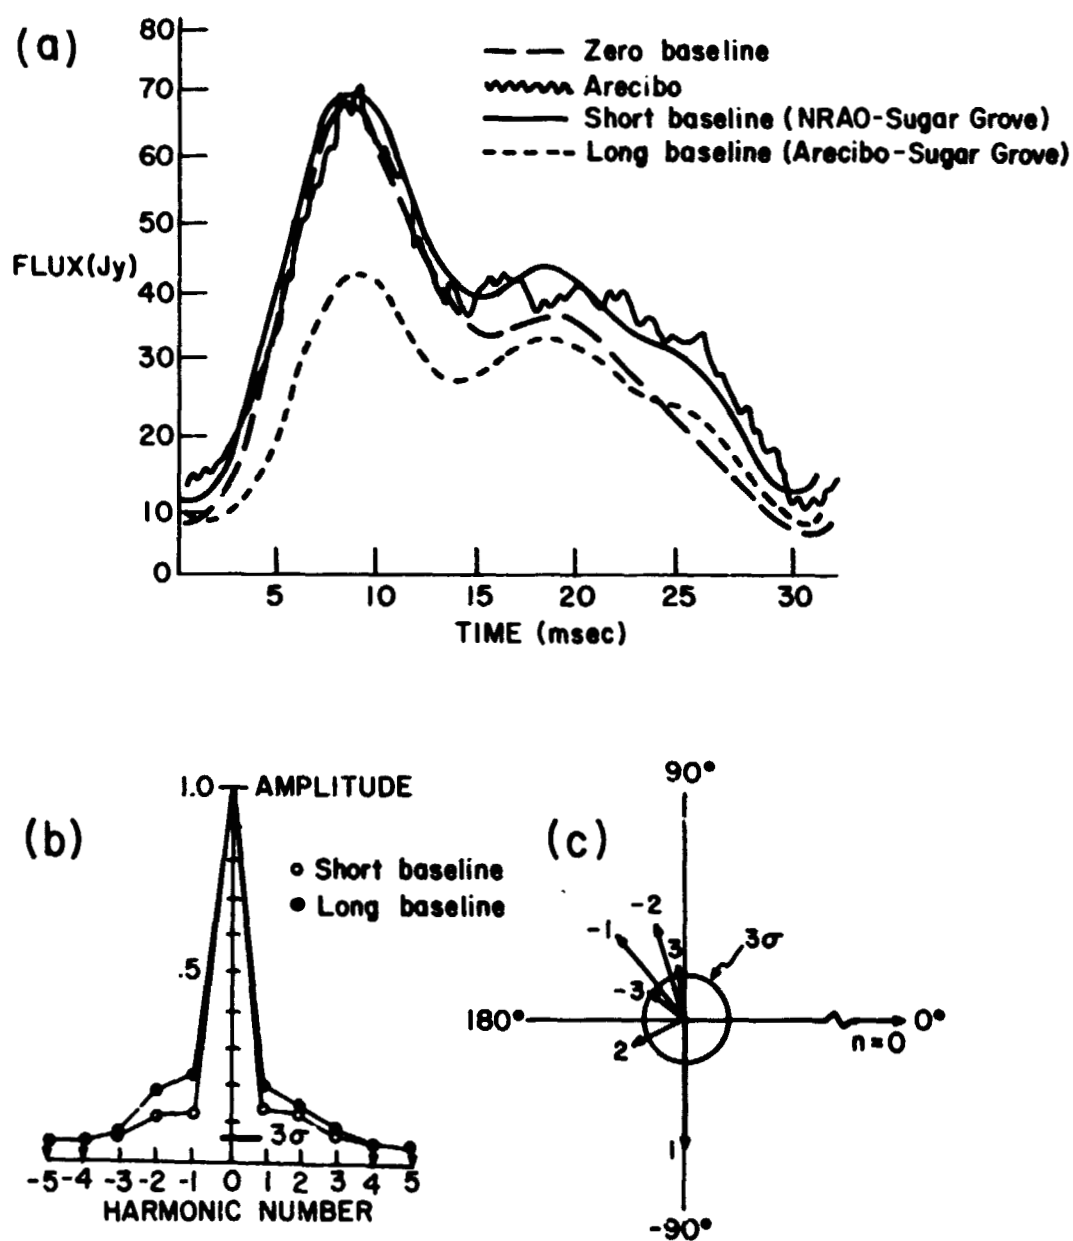 (a)
80
70
60
50
FLUX(Jy)
40
30
20
10
0
5 10 15 20 25 30
TIME (msec)
Zero baseline
Arecibo
Short baseline (NRAO-Sugar Grove)
Long baseline (Arecibo-Sugar Grove)
(b)
1.0 AMPLITUDE
Short baseline
Long baseline
.5
3σ
-5 -4 -3 -2 -1 0 1 2 3 4 5
HARMONIC NUMBER
(c)
90°
-2
-1
3
3σ
-3
180°
0°
n=0
2
1
-90°